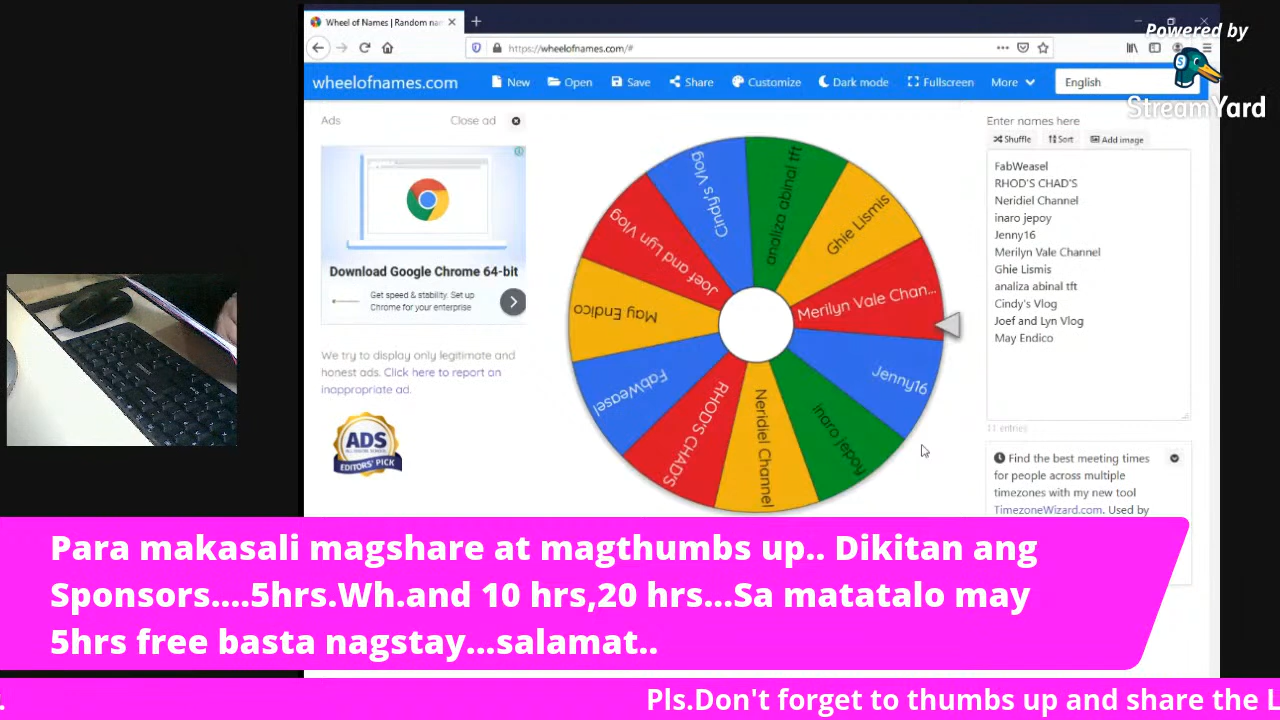 Wheel of Names | Random na
https://wheelofnames.com/#
Powered by
StreamYard
wheelofnames.com
New
Open
Save
Share
Customize
Dark mode
Fullscreen
More
English
Ads
Close ad
Download Google Chrome 64-bit
Get speed & stability. Set up
Chrome for your enterprise
We try to display only legitimate and
honest ads. Click here to report an
inappropriate ad.
ADS
EDITORS' PICK
Cindy's Vlog
analiza abinal tft
Ghie Lismis
Merilyn Vale Chan...
Jenny16
inaro jepoy
Neridiel Channel
RHOD'S CHAD'S
FabWeasel
May Endico
Joef and Lyn Vlog
Enter names here
Shuffle
Sort
Add image
FabWeasel
RHOD'S CHAD'S
Neridiel Channel
inaro jepoy
Jenny16
Merilyn Vale Channel
Ghie Lismis
analiza abinal tft
Cindy's Vlog
Joef and Lyn Vlog
May Endico
11 entries
Find the best meeting times
for people across multiple
timezones with my new tool
TimezoneWizard.com. Used by
Para makasali magshare at magthumbs up.. Dikitan ang
Sponsors....5hrs.Wh.and 10 hrs,20 hrs...Sa matatalo may
5hrs free basta nagstay...salamat..
Pls.Don't forget to thumbs up and share the L